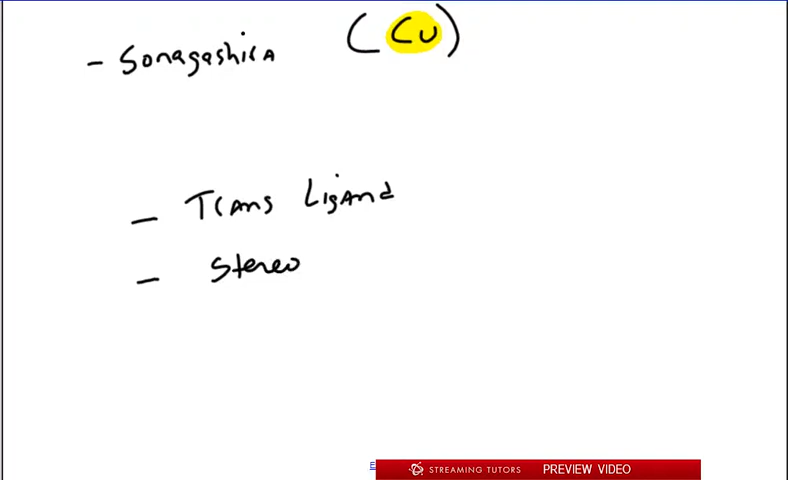 - Sonagashira (Cu)
- Trans Ligand
- Stereo
E
STREAMING TUTORS PREVIEW VIDEO